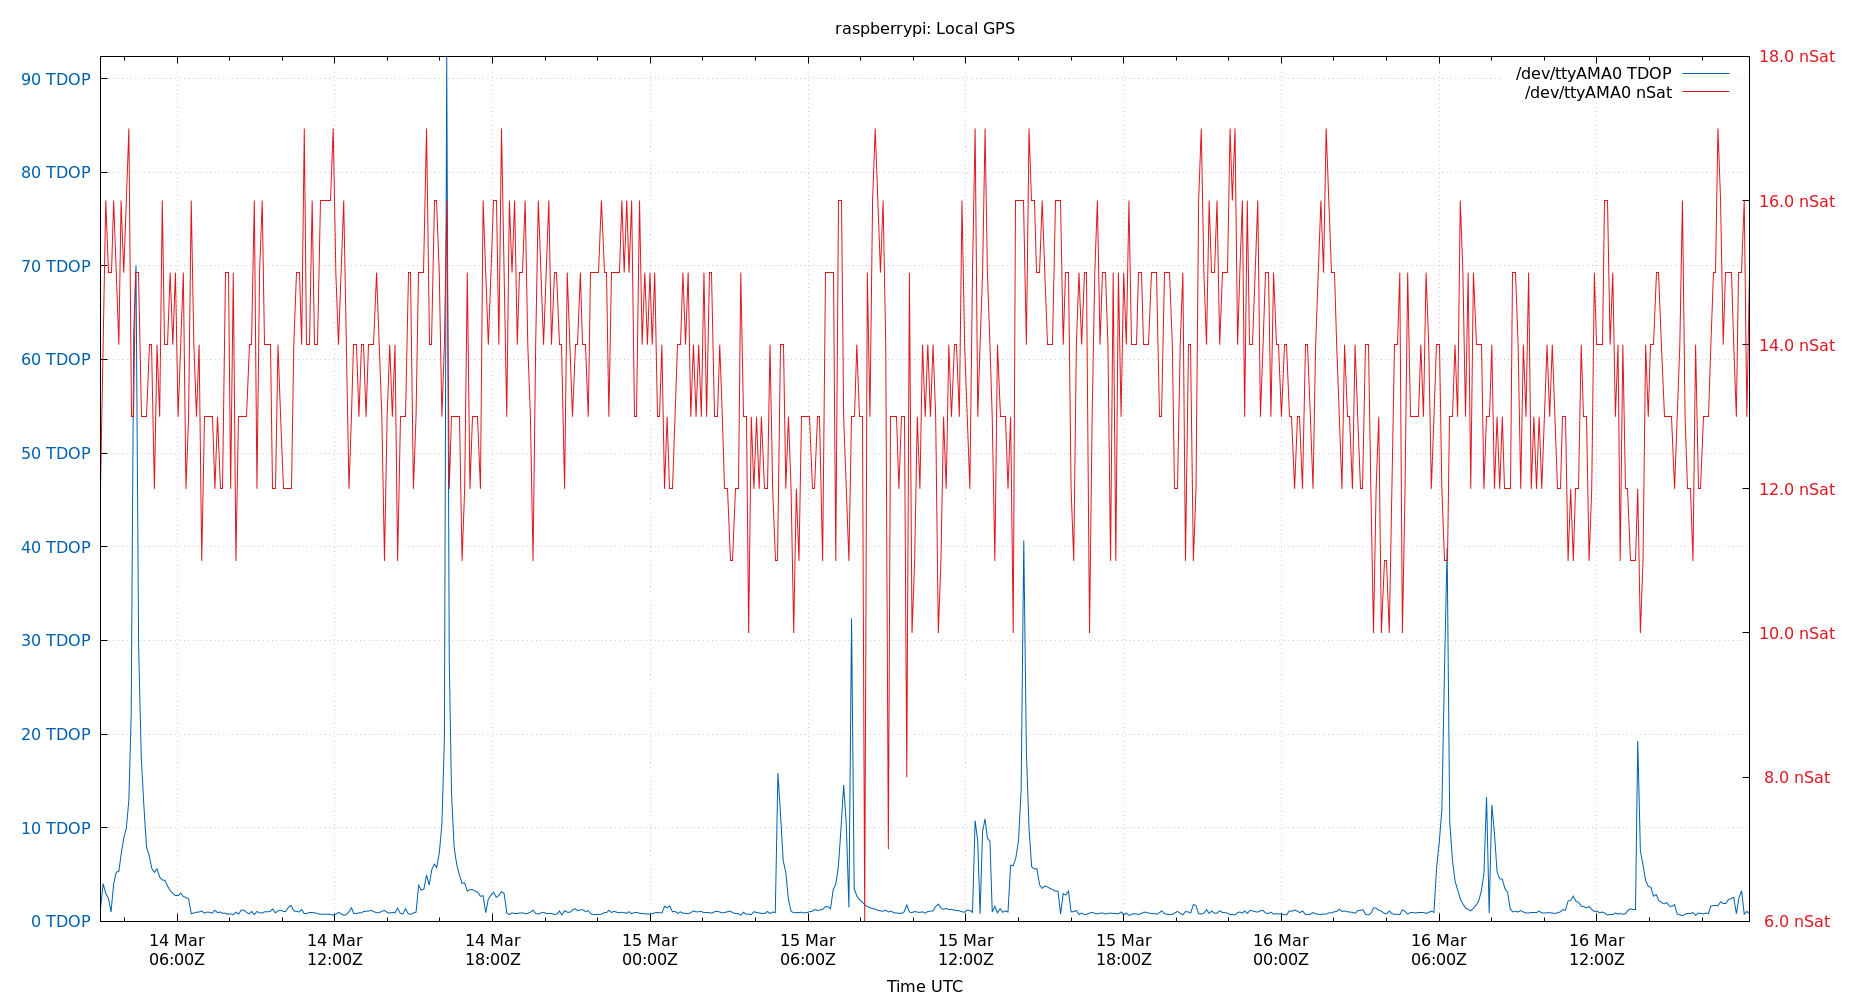 raspberrypi: Local GPS
90 TDOP
80 TDOP
70 TDOP
60 TDOP
50 TDOP
40 TDOP
30 TDOP
20 TDOP
10 TDOP
0 TDOP
18.0 nSat
16.0 nSat
14.0 nSat
12.0 nSat
10.0 nSat
8.0 nSat
6.0 nSat
/dev/ttyAMA0 TDOP
/dev/ttyAMA0 nSat
14 Mar 14 Mar 14 Mar 15 Mar 15 Mar 15 Mar 15 Mar 16 Mar 16 Mar 16 Mar
06:00Z 12:00Z 18:00Z 00:00Z 06:00Z 12:00Z 18:00Z 00:00Z 06:00Z 12:00Z
Time UTC